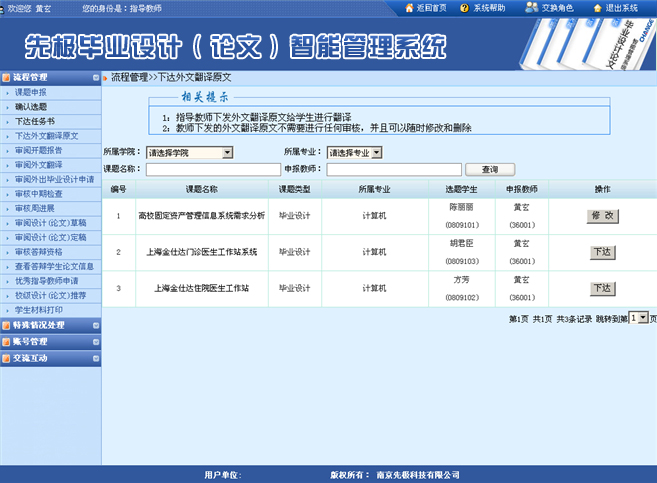 欢迎您 黄玄 您的身份是：指导教师 返回首页 系统帮助 交换角色 退出系统
先极毕业设计（论文）智能管理系统
流程管理
课题申报
确认选题
下达任务书
下达外文翻译原文
审阅开题报告
审阅外文翻译
审阅外出毕业设计申请
审核中期检查
审核周进展
审阅设计(论文)草稿
审阅设计(论文)定稿
审核答辩资格
查看答辩学生论文信息
优秀指导教师申请
校级设计(论文)推荐
学生材料打印
特殊情况处理
账号管理
交流互动
流程管理>>下达外文翻译原文
相关提示
1：指导教师下发外文翻译原文给学生进行翻译
2：教师下发的外文翻译原文不需要进行任何审核，并且可以随时修改和删除
所属学院： 请选择学院 所属专业： 请选择专业
课题名称： 申报教师： 查询
编号 课题名称 课题类型 所属专业 选题学生 申报教师 操作
1 高校固定资产管理信息系统需求分析 毕业设计 计算机 陈丽丽 (0809101) 黄玄 (36001) 修 改
2 上海金仕达门诊医生工作站系统 毕业设计 计算机 胡君臣 (0809103) 黄玄 (36001) 下达
3 上海金仕达住院医生工作站 毕业设计 计算机 方芳 (0809102) 黄玄 (36001) 下达
第1页 共1页 共3条记录 跳转到第 1 页
用户单位: 版权所有： 南京先极科技有限公司